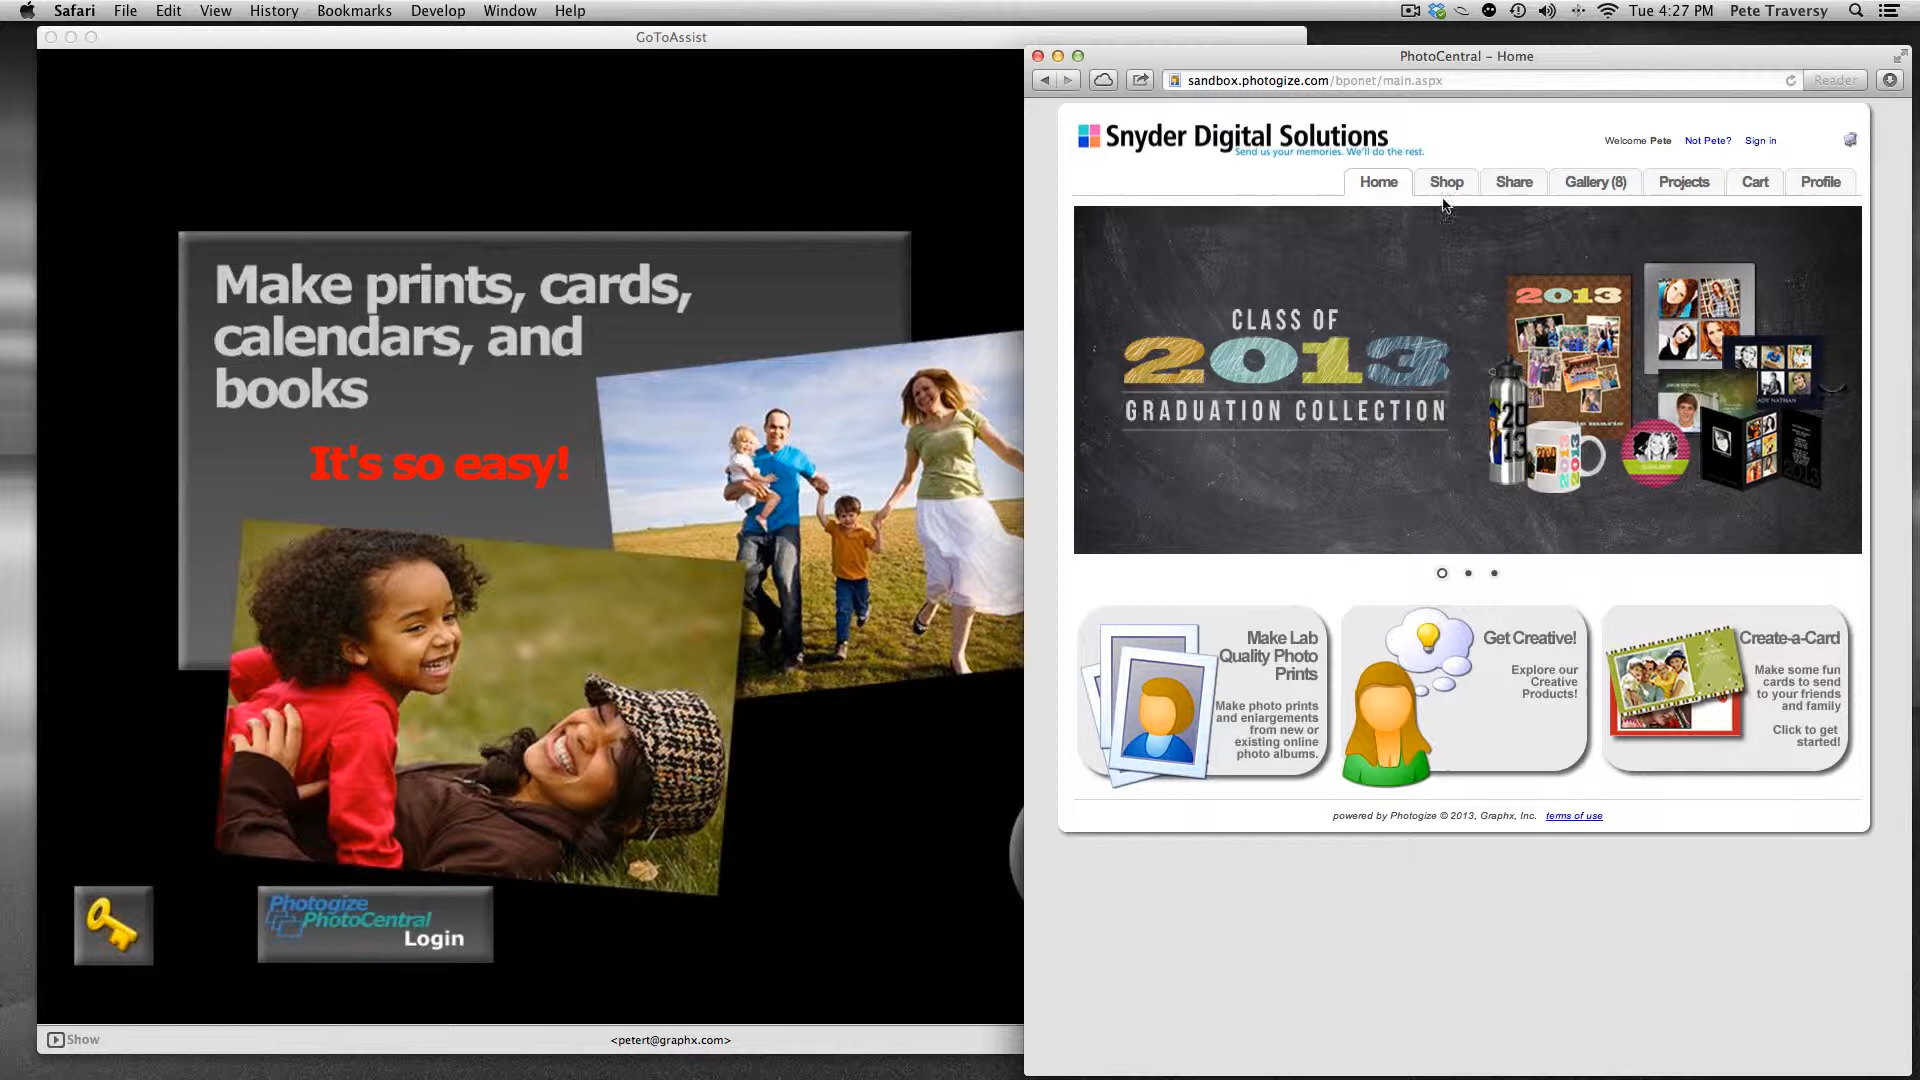 Safari File Edit View History Bookmarks Develop Window Help
Tue 4:27 PM Pete Traversy
GoToAssist
Make prints, cards,
calendars, and
books
It's so easy!
Photogize
PhotoCentral
Login
Show
<petert@graphx.com>
PhotoCentral – Home
sandbox.photogize.com/bponet/main.aspx
Reader
Snyder Digital Solutions
Send us your memories. We'll do the rest.
Welcome Pete Not Pete? Sign in
Home Shop Share Gallery (8) Projects Cart Profile
CLASS OF
2013
GRADUATION COLLECTION
2013
20
13
Make Lab
Quality Photo
Prints
Make photo prints
and enlargements
from new or
existing online
photo albums.
Get Creative!
Explore our
Creative
Products!
Create-a-Card
Make some fun
cards to send
to your friends
and family
Click to get
started!
powered by Photogize © 2013, Graphx, Inc. terms of use